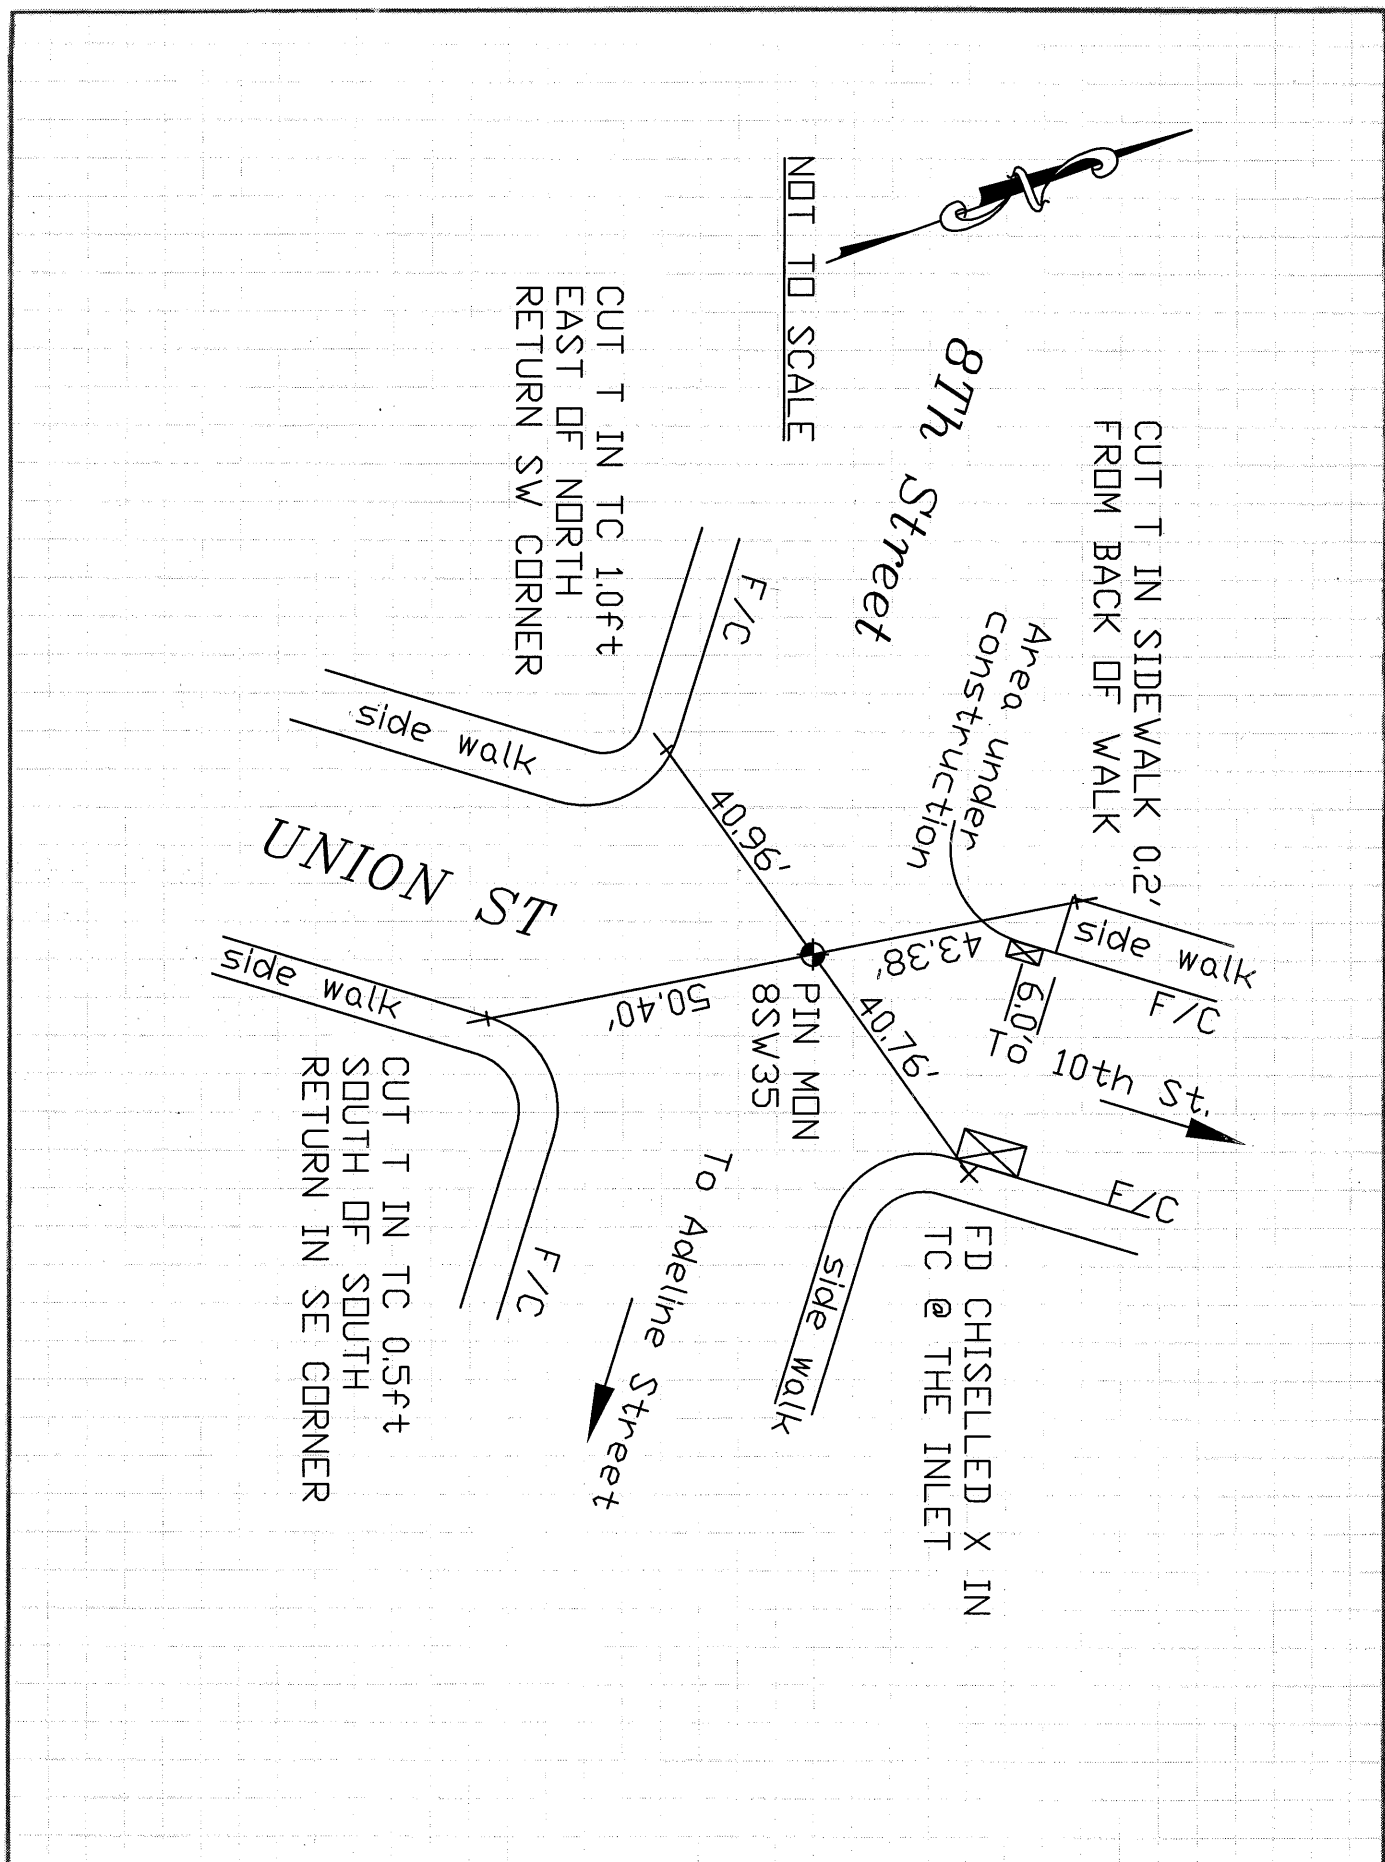 NOT TO SCALE
8Th Street
CUT T IN SIDEWALK 0.2'
FROM BACK OF WALK
CUT T IN TC 1.0ft
EAST OF NORTH
RETURN SW CORNER
F/C
Area under
construction
side walk
40.96'
side walk
F/C
UNION ST
43.38'
6.0'
To 10th St.
PIN MON
8SW35
40.76'
50.40'
side walk
F/C
CUT T IN TC 0.5ft
SOUTH OF SOUTH
RETURN IN SE CORNER
To Adeline Street
F/C
side walk
FD CHISELLED X IN
TC @ THE INLET